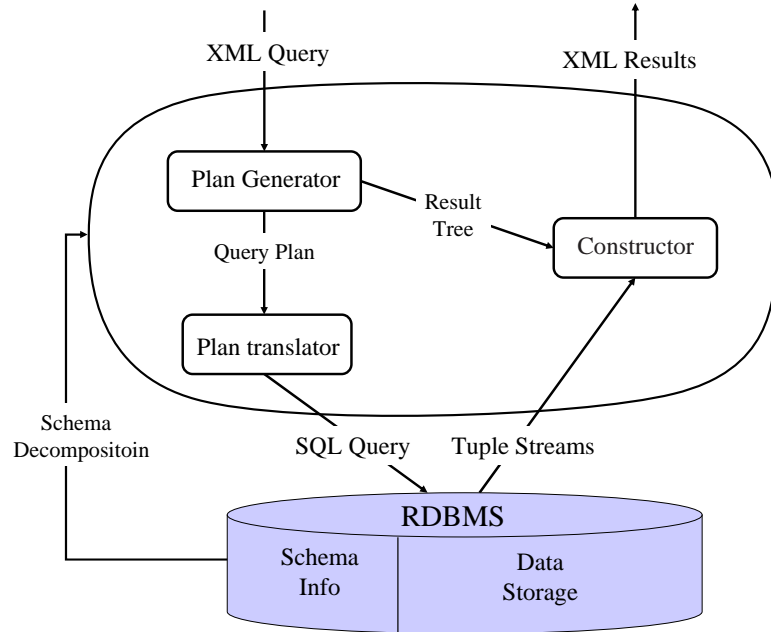 XML Query
XML Results
Plan Generator
Result
Tree
Constructor
Query Plan
Plan translator
Schema
Decompositoin
SQL Query
Tuple Streams
RDBMS
Schema
Info
Data
Storage